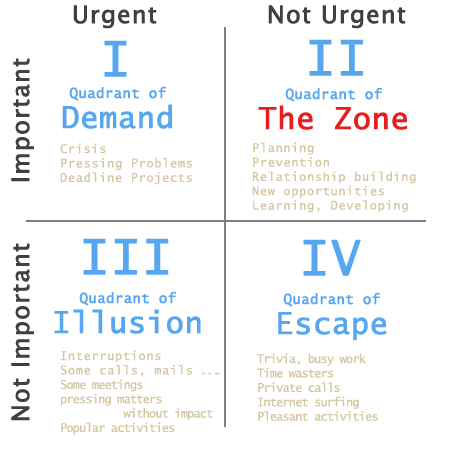 Urgent
Not Urgent
Important
I
Quadrant of
Demand
Crisis
Pressing Problems
Deadline Projects
II
Quadrant of
The Zone
Planning
Prevention
Relationship building
New opportunities
Learning, Developing
Not Important
III
Quadrant of
Illusion
Interruptions
Some calls, mails ....
Some meetings
pressing matters
without impact
Popular activities
IV
Quadrant of
Escape
Trivia, busy work
Time wasters
Private calls
Internet surfing
Pleasant activities